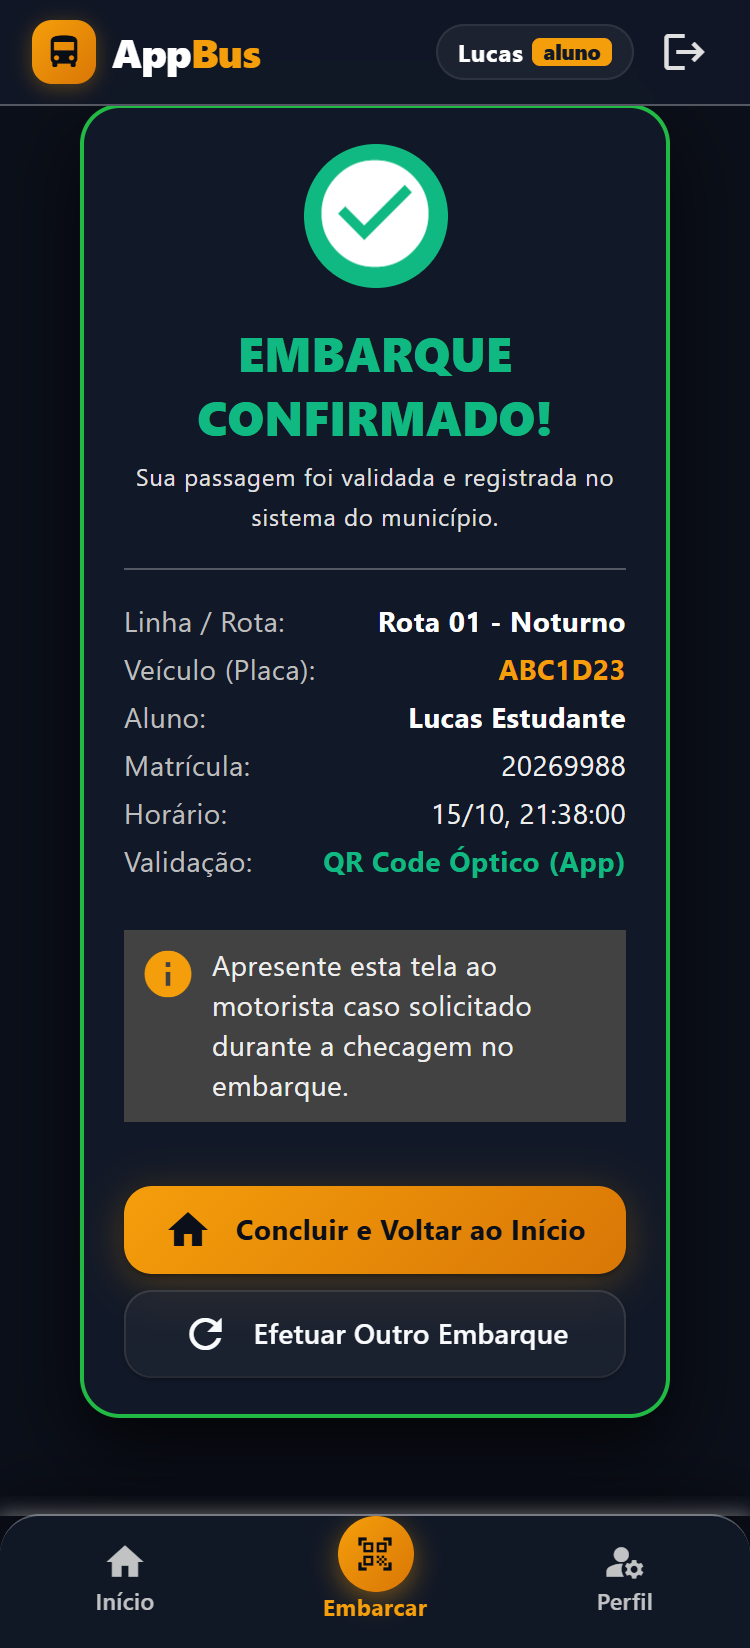 AppBus
Lucas aluno
EMBARQUE
CONFIRMADO!
Sua passagem foi validada e registrada no
sistema do município.
Linha / Rota: Rota 01 - Noturno
Veículo (Placa): ABC1D23
Aluno: Lucas Estudante
Matrícula: 20269988
Horário: 15/10, 21:38:00
Validação: QR Code Óptico (App)
Apresente esta tela ao
motorista caso solicitado
durante a checagem no
embarque.
Concluir e Voltar ao Início
Efetuar Outro Embarque
Início
Embarcar
Perfil